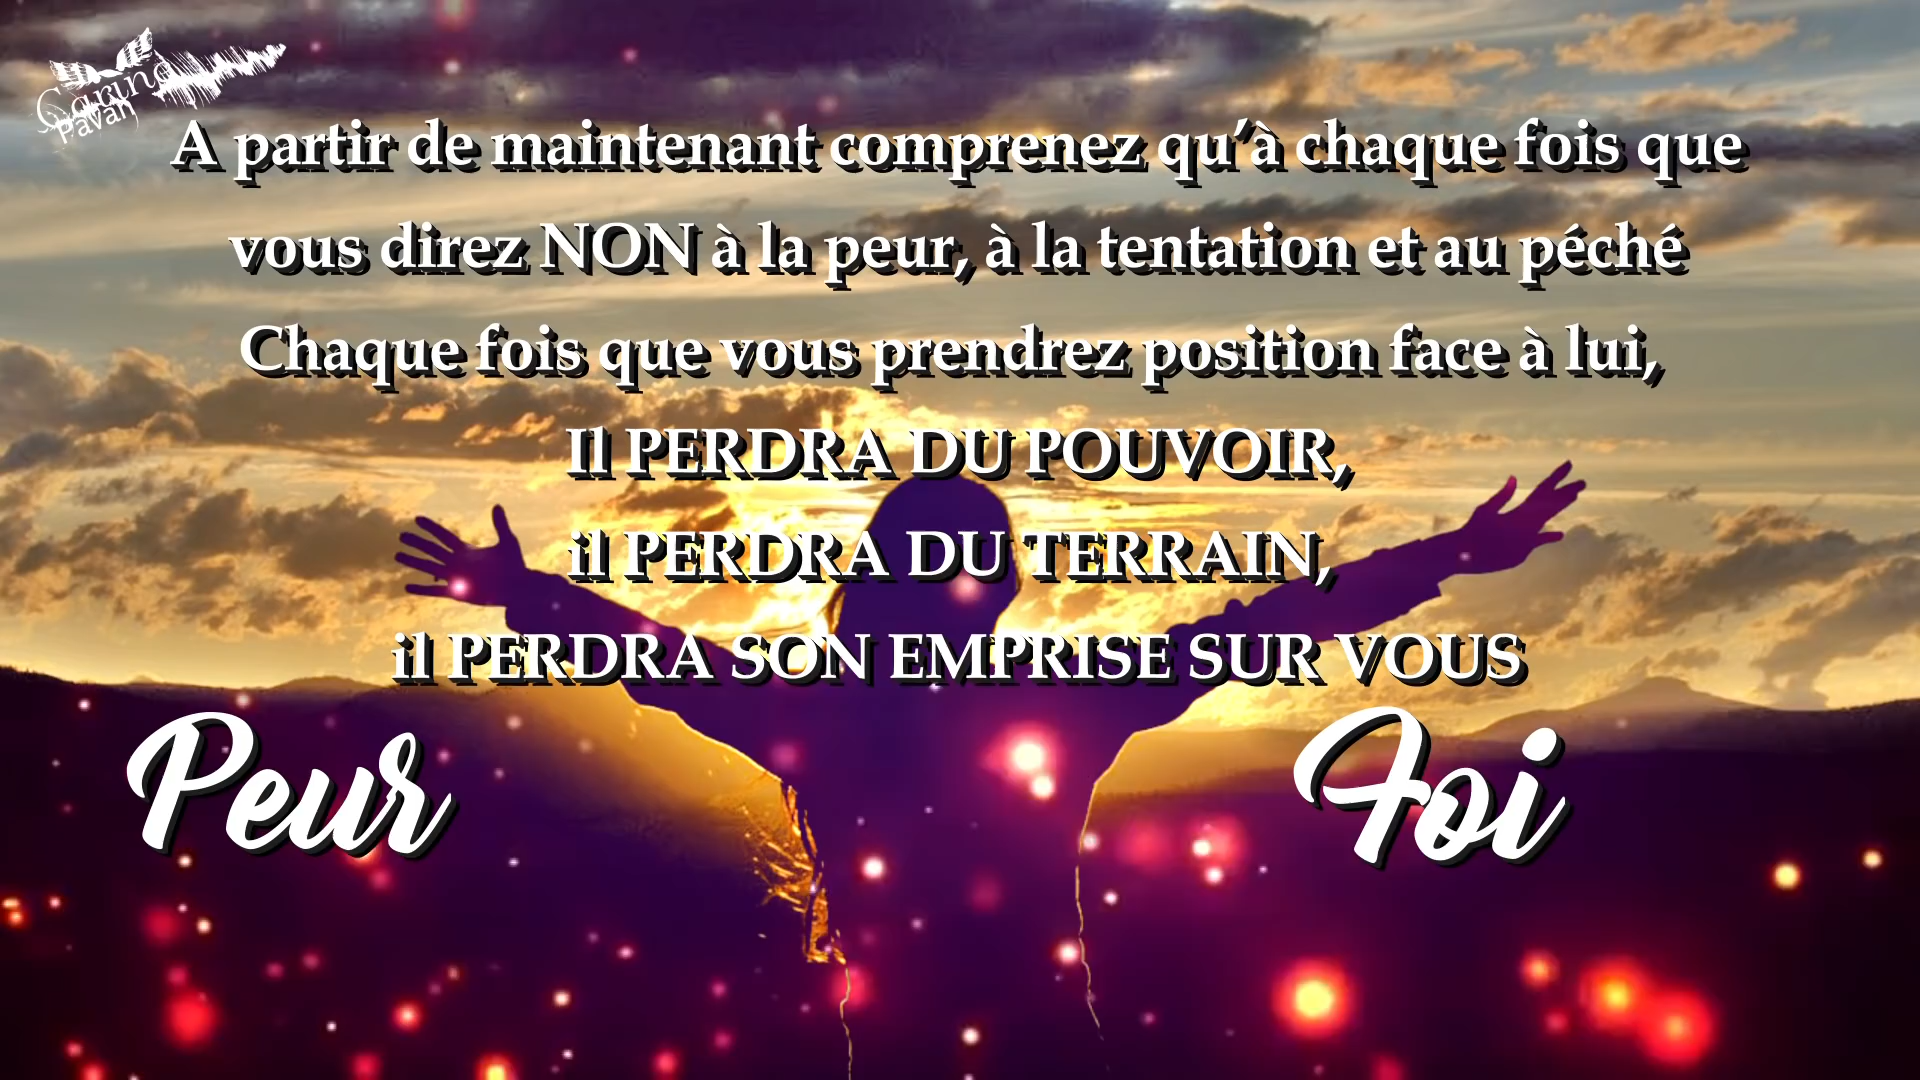 Carino
Pavan
A partir de maintenant comprenez qu’à chaque fois que
vous direz NON à la peur, à la tentation et au péché
Chaque fois que vous prendrez position face à lui,
Il PERDRA DU POUVOIR,
il PERDRA DU TERRAIN,
il PERDRA SON EMPRISE SUR VOUS
Peur Foi